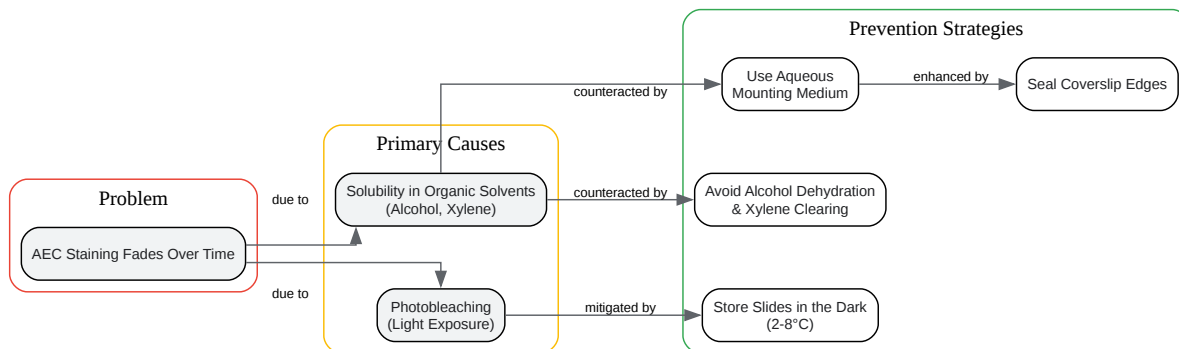 Prevention Strategies
Use Aqueous
Mounting Medium
enhanced by
Seal Coverslip Edges
counteracted by
Primary Causes
Solubility in Organic Solvents
(Alcohol, Xylene)
counteracted by
Avoid Alcohol Dehydration
& Xylene Clearing
Problem
due to
AEC Staining Fades Over Time
due to
Photobleaching
(Light Exposure)
mitigated by
Store Slides in the Dark
(2-8°C)